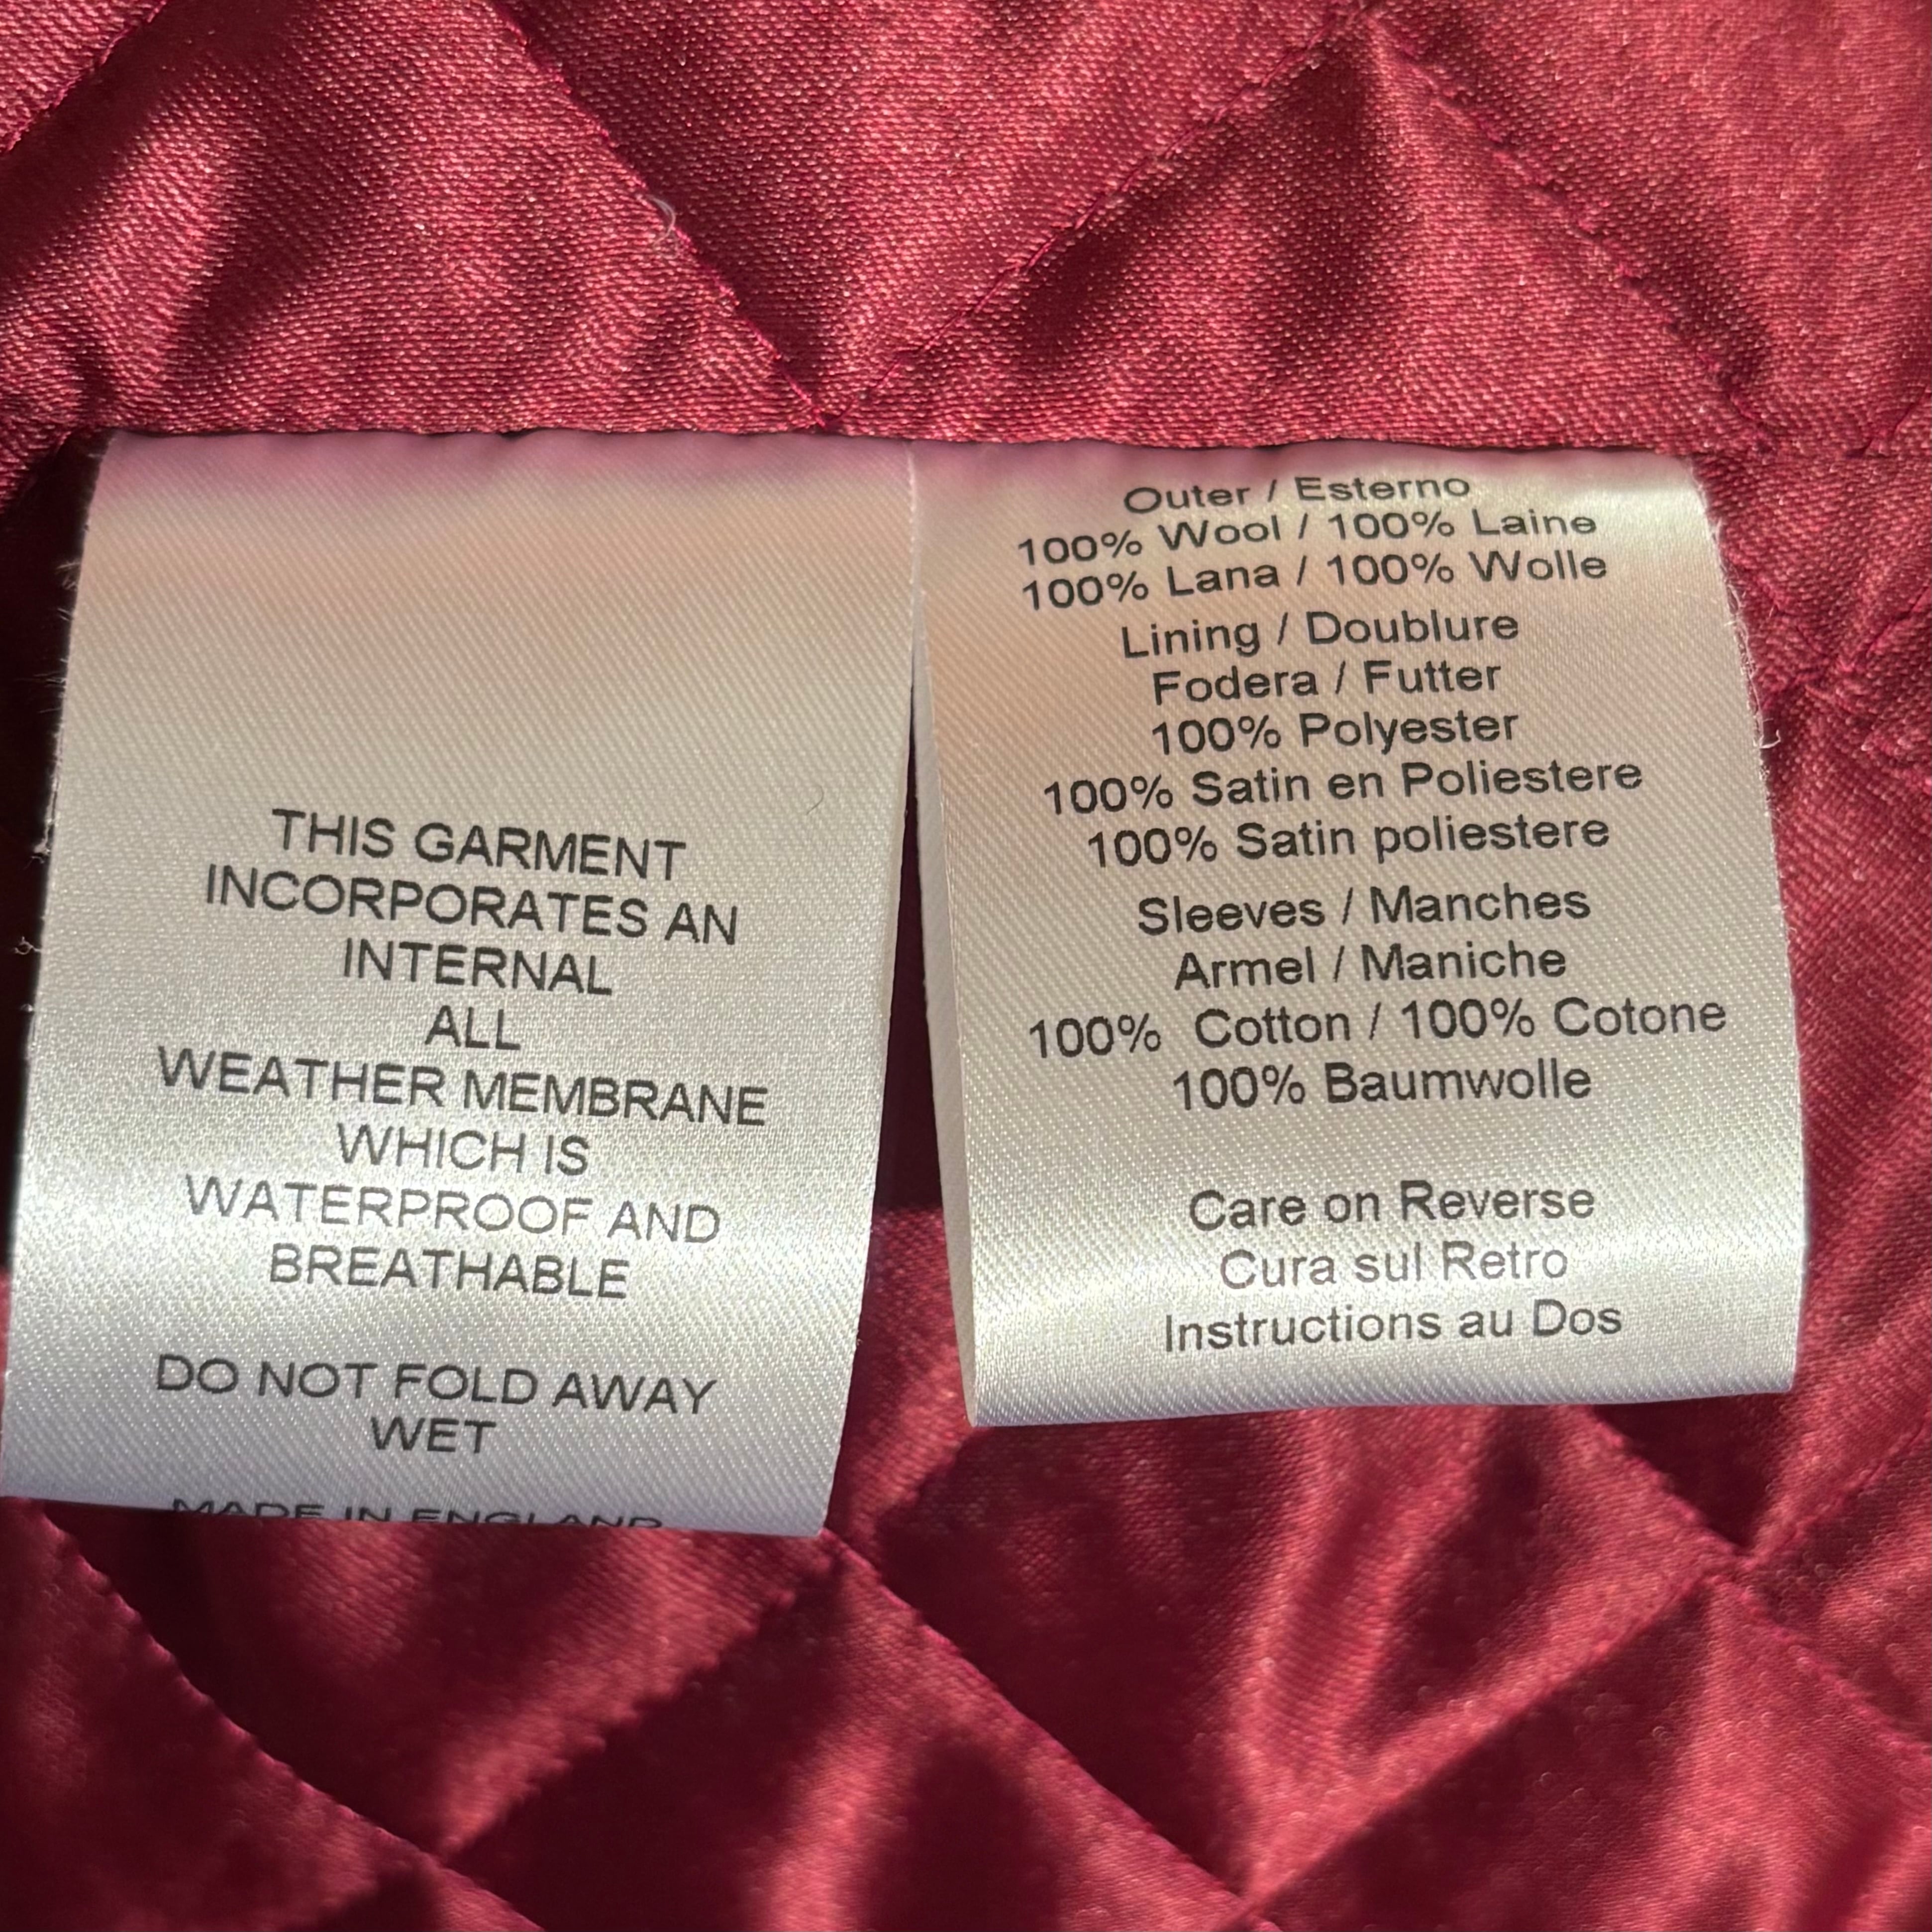 THIS GARMENT
INCORPORATES AN
INTERNAL
ALL
WEATHER MEMBRANE
WHICH IS
WATERPROOF AND
BREATHABLE
DO NOT FOLD AWAY
WET
MADE IN ENGLAND
Outer / Esterno
100% Wool / 100% Laine
100% Lana / 100% Wolle
Lining / Doublure
Fodera / Futter
100% Polyester
100% Satin en Poliestere
100% Satin poliestere
Sleeves / Manches
Armel / Maniche
100% Cotton / 100% Cotone
100% Baumwolle
Care on Reverse
Cura sul Retro
Instructions au Dos